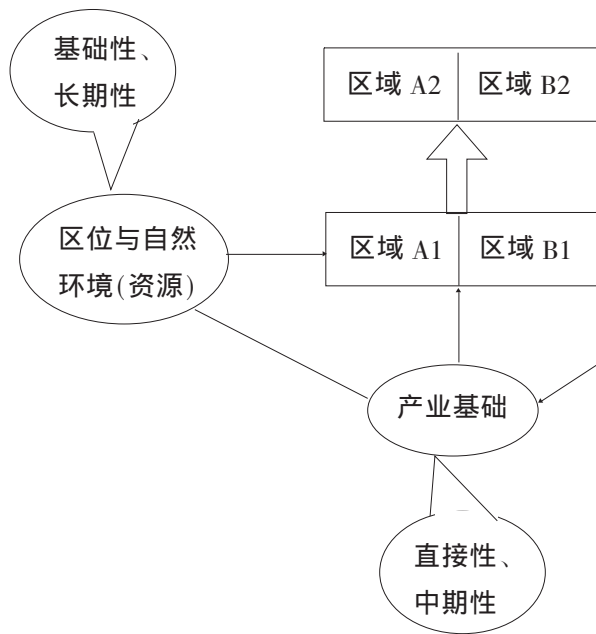 基础性、
长期性
区域 A2 区域 B2
区位与自然
环境(资源)
区域 A1 区域 B1
产业基础
直接性、
中期性